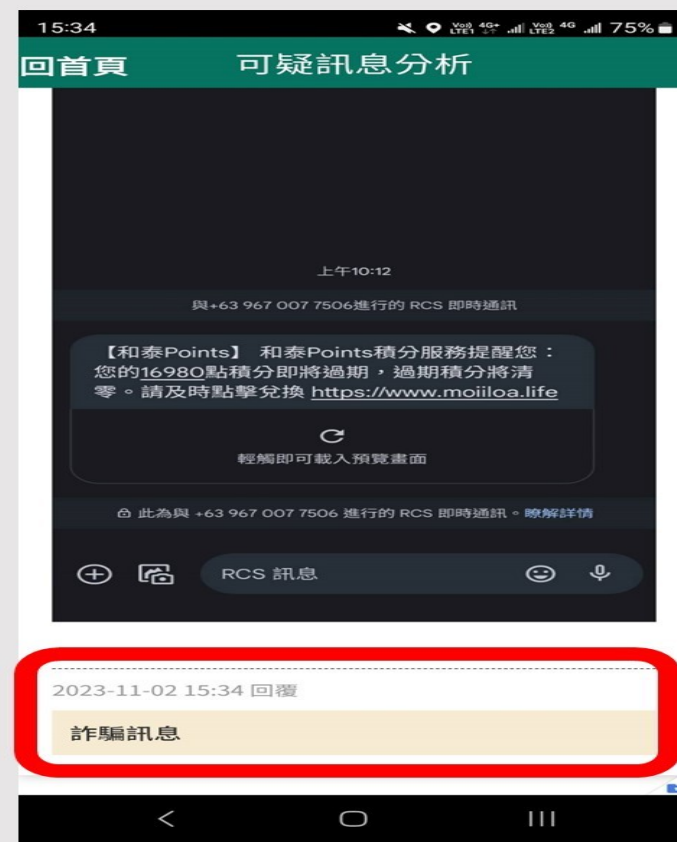 15:34 Vo)) LTE1 4G+ Vo)) LTE2 4G 75%
回首頁 可疑訊息分析
上午10:12
與+63 967 007 7506進行的 RCS 即時通訊
【和泰Points】 和泰Points積分服務提醒您：
您的16980點積分即將過期，過期積分將清
零。請及時點擊兌換 https://www.moiiloa.life
輕觸即可載入預覽畫面
此為與 +63 967 007 7506 進行的 RCS 即時通訊。瞭解詳情
RCS 訊息
2023-11-02 15:34 回覆
詐騙訊息